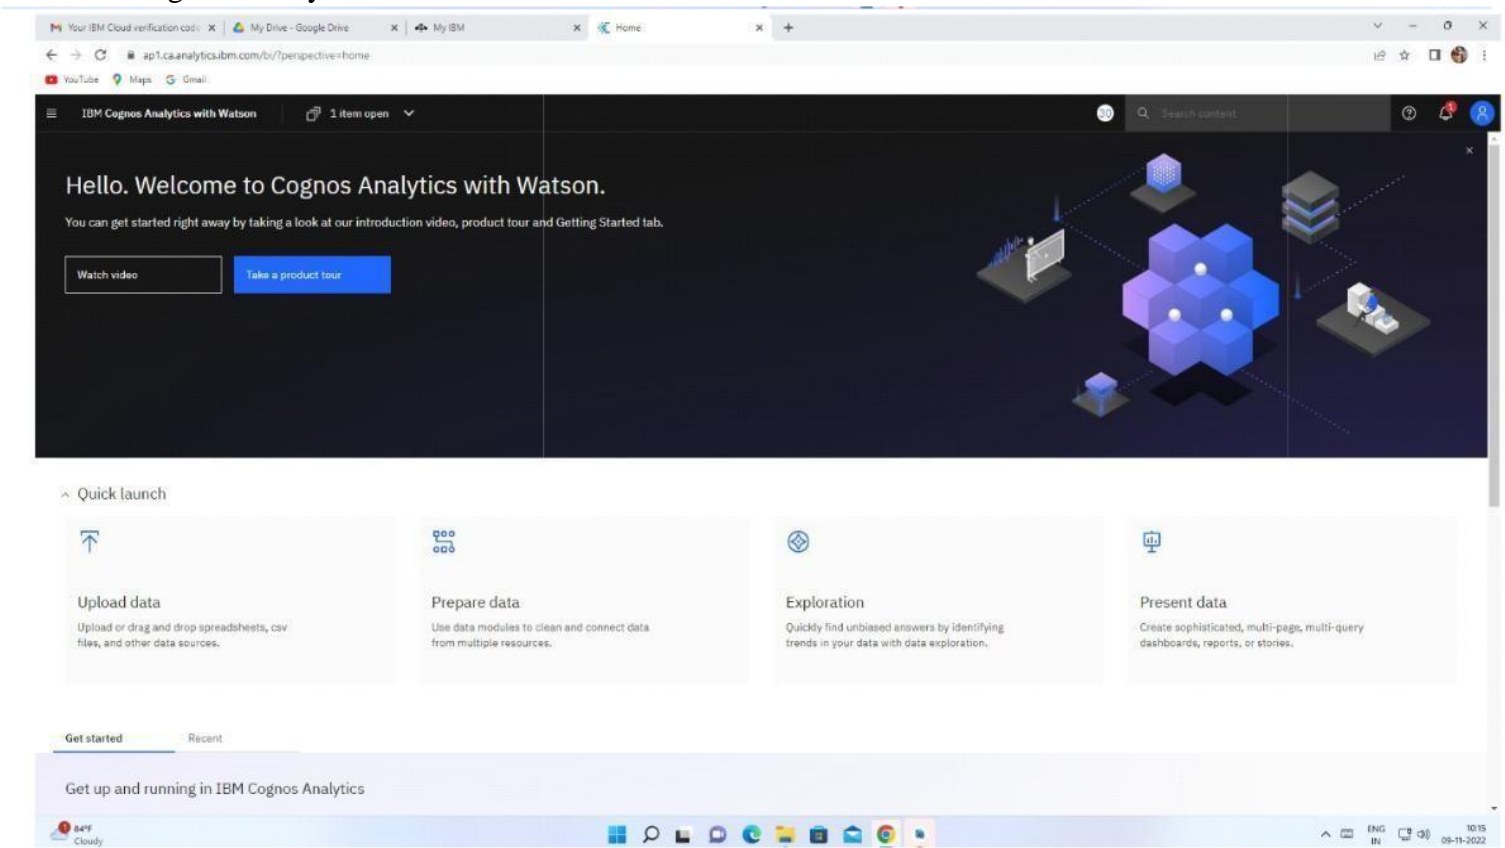 Your IBM Cloud verification code
My Drive - Google Drive
My IBM
Home
ap1.ca.analytics.ibm.com/bi/?perspective=home
YouTube Maps Gmail
IBM Cognos Analytics with Watson
1 item open
30
Search content
1
Hello. Welcome to Cognos Analytics with Watson.
You can get started right away by taking a look at our introduction video, product tour and Getting Started tab.
Watch video
Take a product tour
Quick launch
Upload data
Upload or drag and drop spreadsheets, csv
files, and other data sources.
Prepare data
Use data modules to clean and connect data
from multiple resources.
Exploration
Quickly find unbiased answers by identifying
trends in your data with data exploration.
Present data
Create sophisticated, multi-page, multi-query
dashboards, reports, or stories.
Get started
Recent
Get up and running in IBM Cognos Analytics
1
84°F
Cloudy
ENG
IN
10:15
09-11-2022